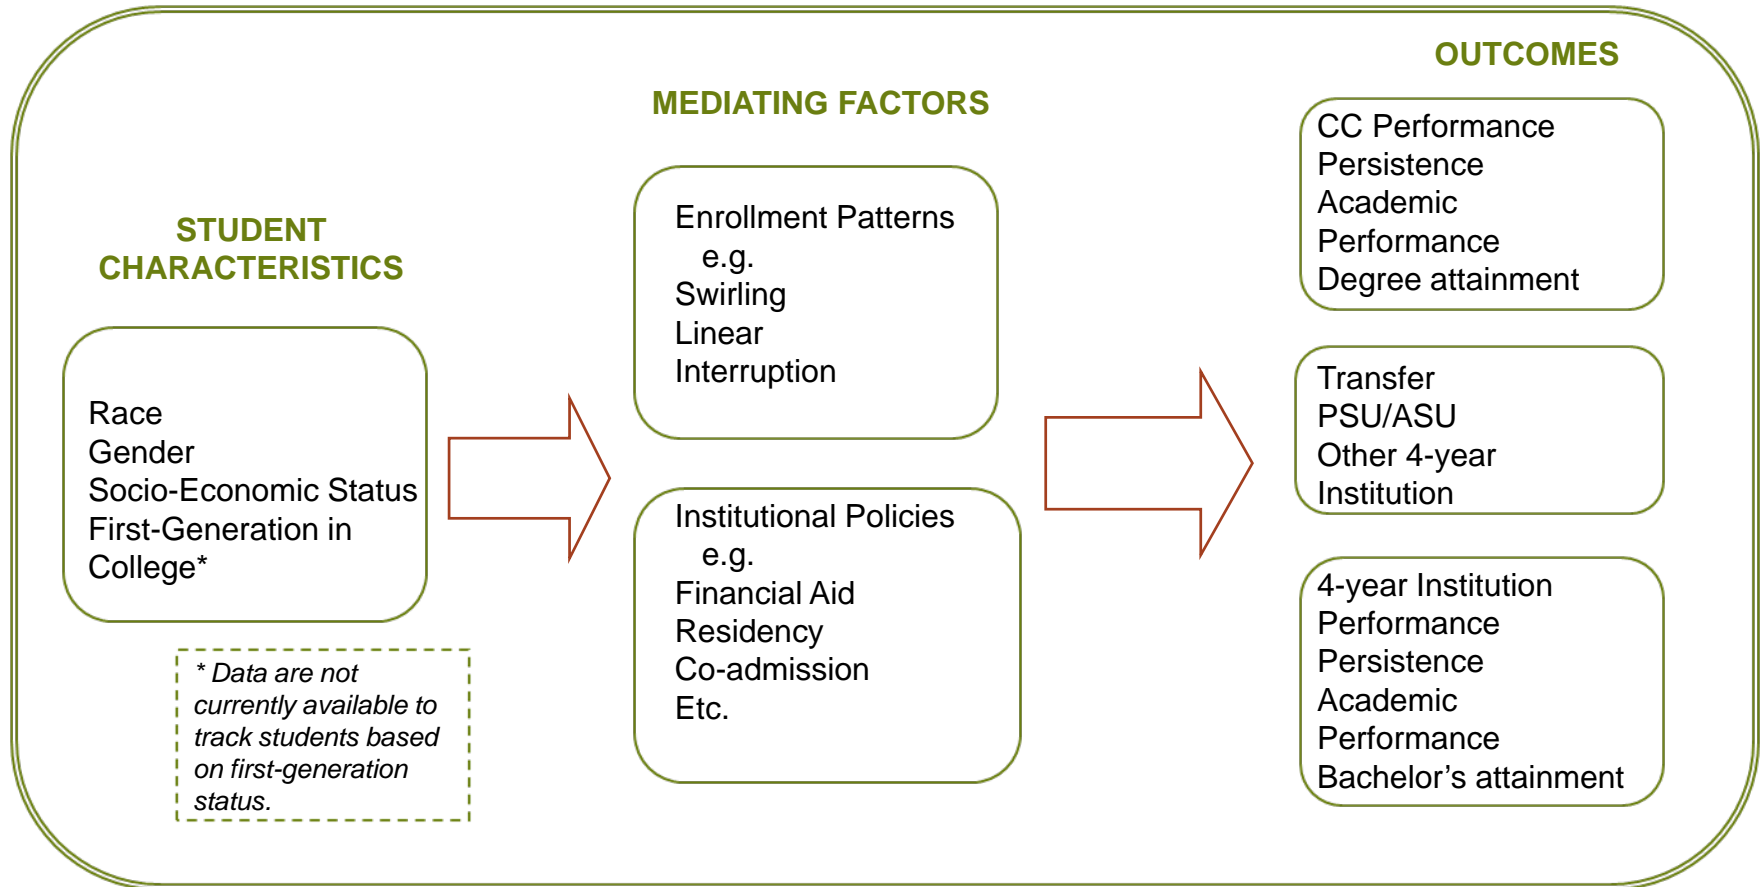 STUDENT
CHARACTERISTICS
Race
Gender
Socio-Economic Status
First-Generation in
College*
* Data are not
currently available to
track students based
on first-generation
status.
MEDIATING FACTORS
Enrollment Patterns
e.g.
Swirling
Linear
Interruption
Institutional Policies
e.g.
Financial Aid
Residency
Co-admission
Etc.
OUTCOMES
CC Performance
Persistence
Academic
Performance
Degree attainment
Transfer
PSU/ASU
Other 4-year
Institution
4-year Institution
Performance
Persistence
Academic
Performance
Bachelor’s attainment